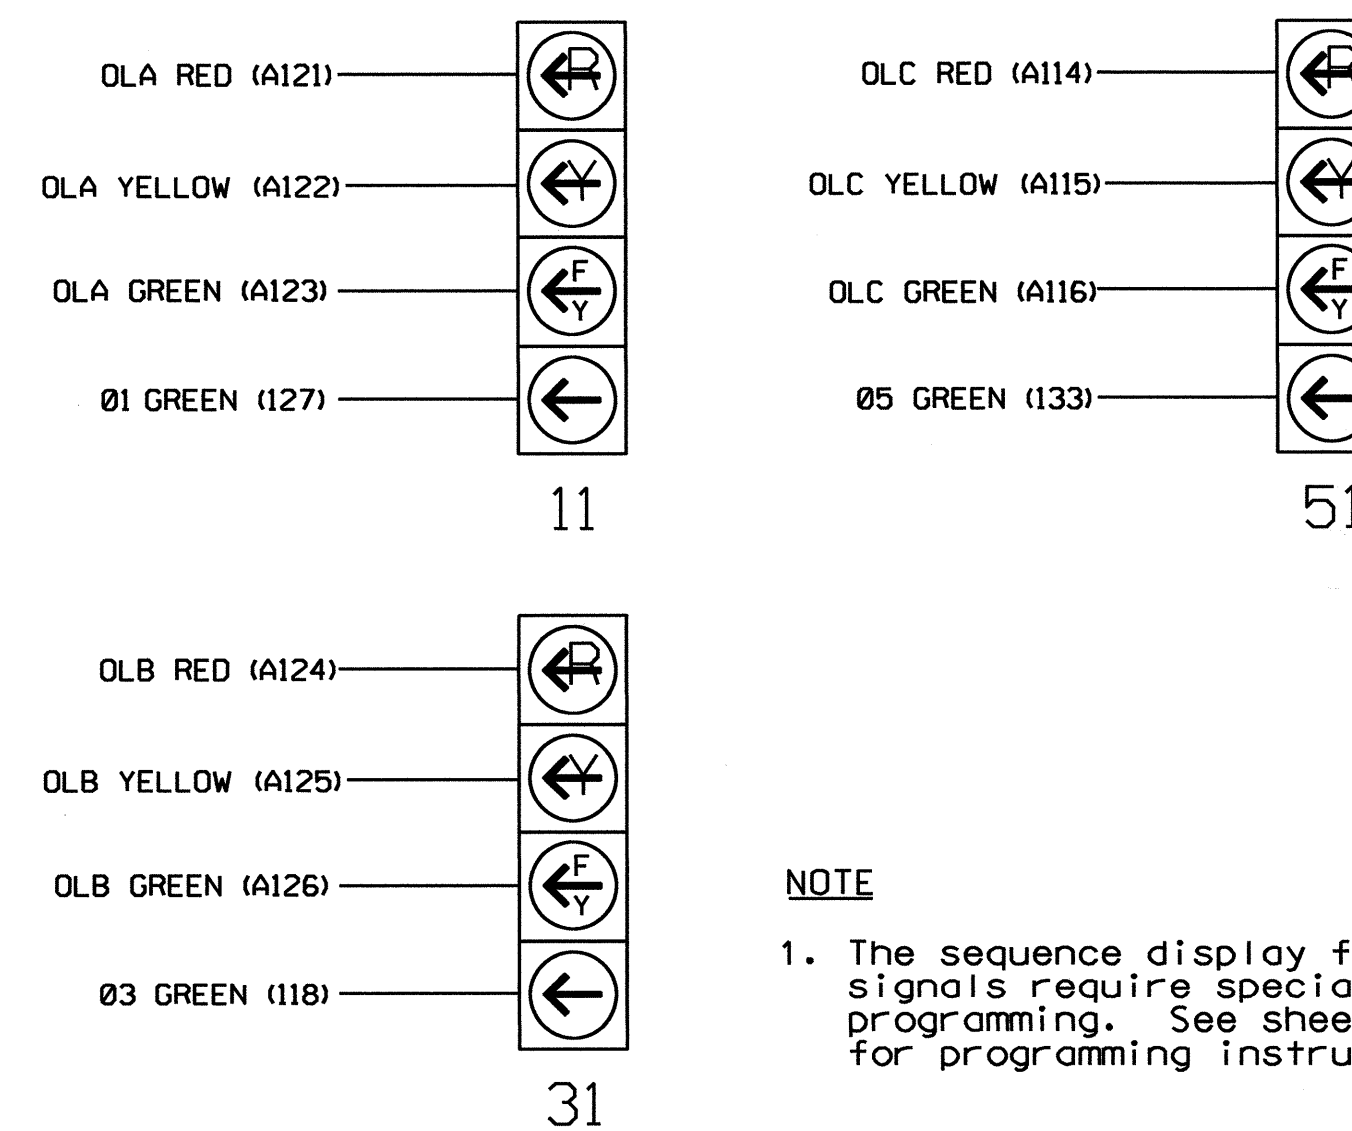 OLA RED (A121)
R
OLA YELLOW (A122)
Y
OLA GREEN (A123)
F
Y
Ø1 GREEN (127)
11
OLC RED (A114)
R
OLC YELLOW (A115)
Y
OLC GREEN (A116)
F
Y
Ø5 GREEN (133)
51
OLB RED (A124)
R
OLB YELLOW (A125)
Y
OLB GREEN (A126)
F
Y
Ø3 GREEN (118)
31
NOTE
1. The sequence display
signals require
programming. See
for programming